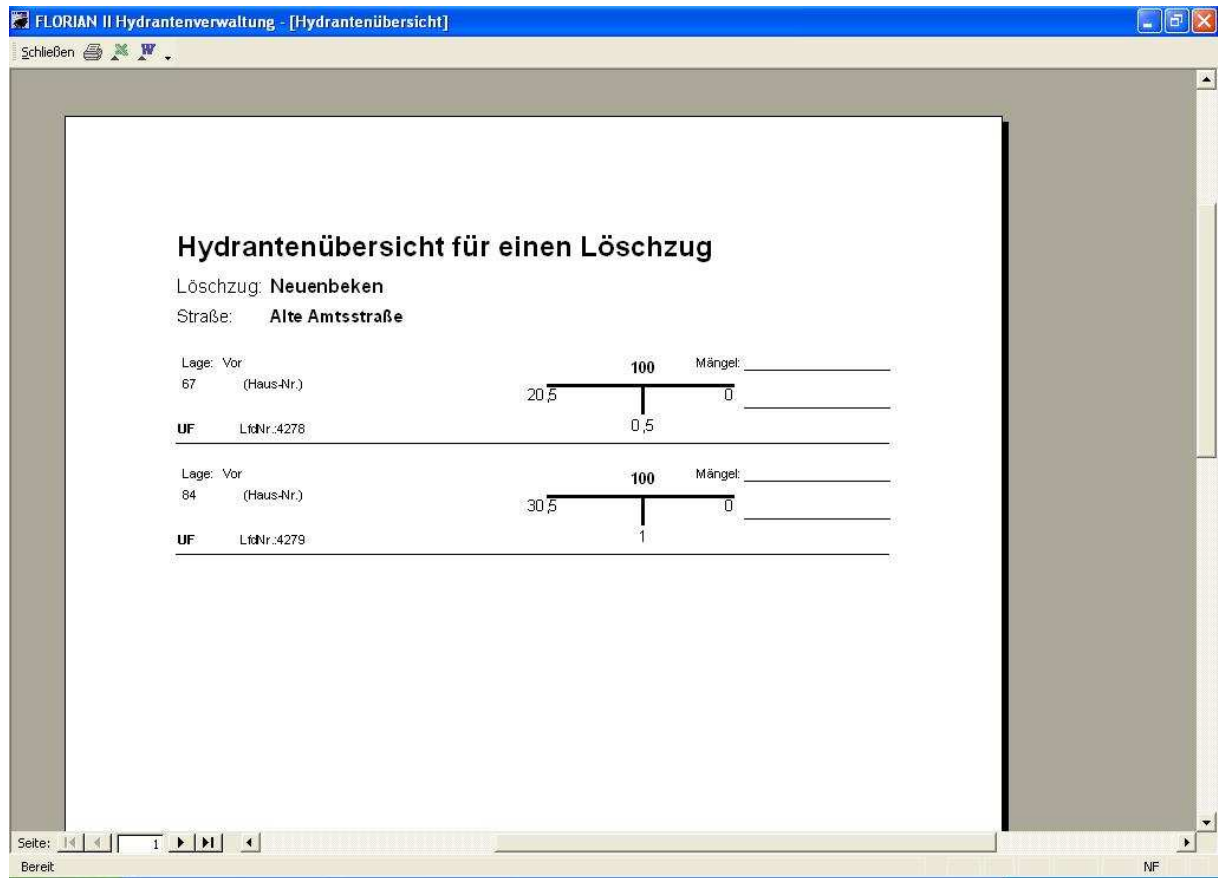 FLORIAN II Hydrantenverwaltung - [Hydrantenübersicht]
Schließen
Hydrantenübersicht für einen Löschzug
Löschzug: Neuenbeken
Straße: Alte Amtsstraße
Lage: Vor 100 Mängel:
67 (Haus-Nr.) 20,5 0
UF LfdNr.:4278 0,5
Lage: Vor 100 Mängel:
84 (Haus-Nr.) 30,5 0
UF LfdNr.:4279 1
Seite: 1
Bereit NF